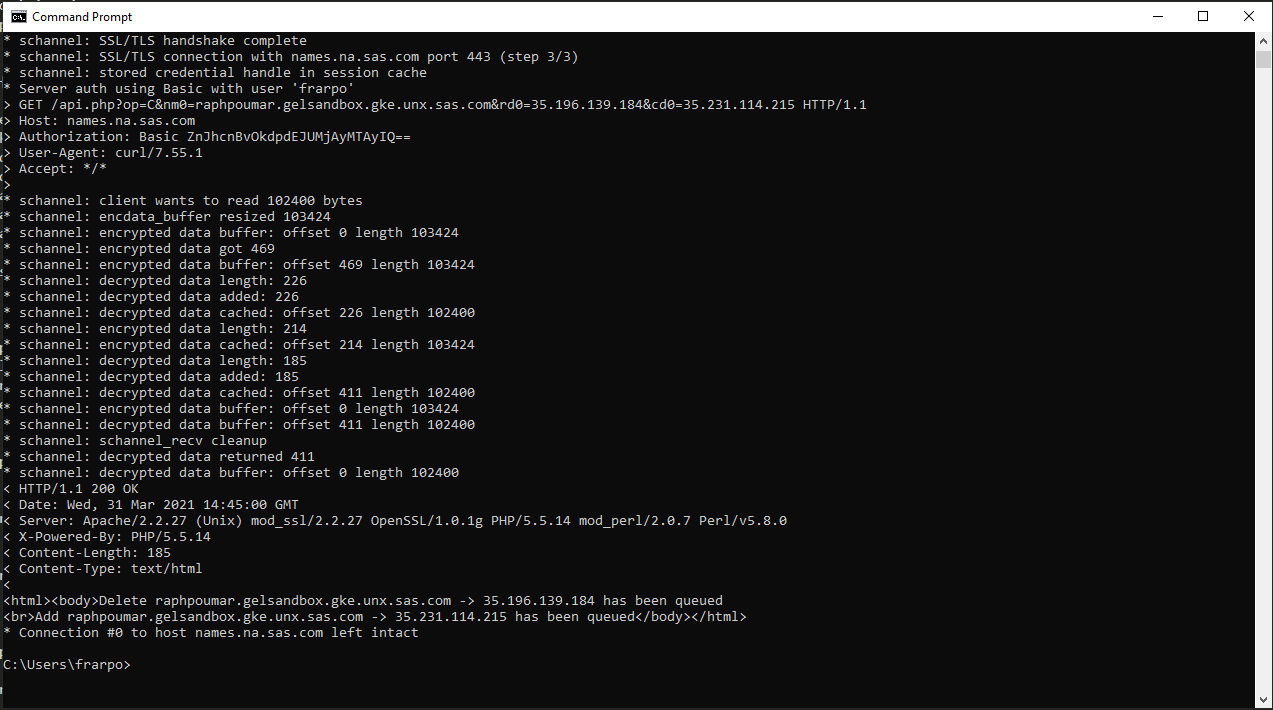 Command Prompt
* schannel: SSL/TLS handshake complete
* schannel: SSL/TLS connection with names.na.sas.com port 443 (step 3/3)
* schannel: stored credential handle in session cache
* Server auth using Basic with user 'frarpo'
> GET /api.php?op=C&nm0=raphpoumar.gelsandbox.gke.unx.sas.com&rd0=35.196.139.184&cd0=35.231.114.215 HTTP/1.1
> Host: names.na.sas.com
> Authorization: Basic ZnJhcnBvOkdpdEJUMjAyMTAyIQ==
> User-Agent: curl/7.55.1
> Accept: */*
>
* schannel: client wants to read 102400 bytes
* schannel: encdata_buffer resized 103424
* schannel: encrypted data buffer: offset 0 length 103424
* schannel: encrypted data got 469
* schannel: encrypted data buffer: offset 469 length 103424
* schannel: decrypted data length: 226
* schannel: decrypted data added: 226
* schannel: decrypted data cached: offset 226 length 102400
* schannel: encrypted data length: 214
* schannel: encrypted data cached: offset 214 length 103424
* schannel: decrypted data length: 185
* schannel: decrypted data added: 185
* schannel: decrypted data cached: offset 411 length 102400
* schannel: encrypted data buffer: offset 0 length 103424
* schannel: decrypted data buffer: offset 411 length 102400
* schannel: schannel_recv cleanup
* schannel: decrypted data returned 411
* schannel: decrypted data buffer: offset 0 length 102400
< HTTP/1.1 200 OK
< Date: Wed, 31 Mar 2021 14:45:00 GMT
< Server: Apache/2.2.27 (Unix) mod_ssl/2.2.27 OpenSSL/1.0.1g PHP/5.5.14 mod_perl/2.0.7 Perl/v5.8.0
< X-Powered-By: PHP/5.5.14
< Content-Length: 185
< Content-Type: text/html
<
<html><body>Delete raphpoumar.gelsandbox.gke.unx.sas.com -> 35.196.139.184 has been queued
<br>Add raphpoumar.gelsandbox.gke.unx.sas.com -> 35.231.114.215 has been queued</body></html>
* Connection #0 to host names.na.sas.com left intact
C:\Users\frarpo>